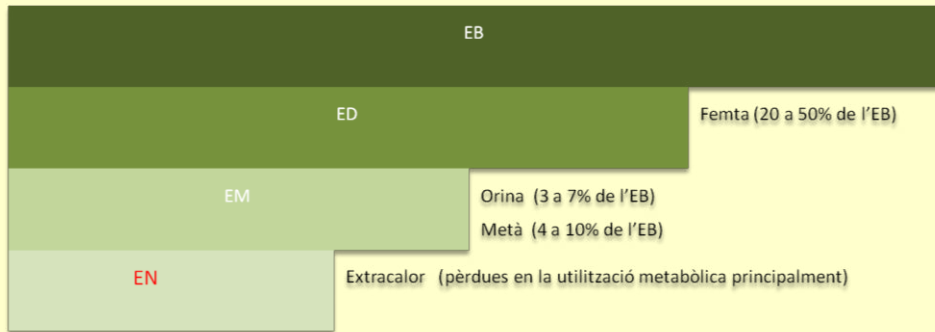 EB
ED
Femta (20 a 50% de l’EB)
EM
Orina (3 a 7% de l’EB)
Metà (4 a 10% de l’EB)
EN
Extracalor (pèrdues en la utilització metabòlica principalment)